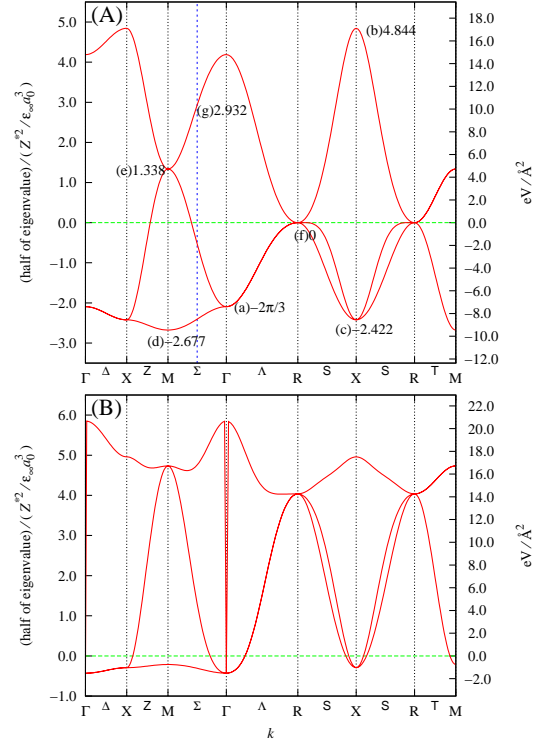 (A)
(half of eigenvalue) / ( Z*2 / ε∞ a0^3 )
5.0
4.0
3.0
2.0
1.0
0.0
−1.0
−2.0
−3.0
18.0
16.0
14.0
12.0
10.0
8.0
6.0
4.0
2.0
0.0
−2.0
−4.0
−6.0
−8.0
−10.0
−12.0
eV / Å2
(b)4.844
(g)2.932
(e)1.338
(f)0
(a)−2π/3
(c)−2.422
(d)−2.677
Γ Δ X Z M Σ Γ Λ R S X S R T M
(B)
(half of eigenvalue) / ( Z*2 / ε∞ a0^3 )
6.0
5.0
4.0
3.0
2.0
1.0
0.0
−1.0
22.0
20.0
18.0
16.0
14.0
12.0
10.0
8.0
6.0
4.0
2.0
0.0
−2.0
eV / Å2
Γ Δ X Z M Σ Γ Λ R S X S R T M
k